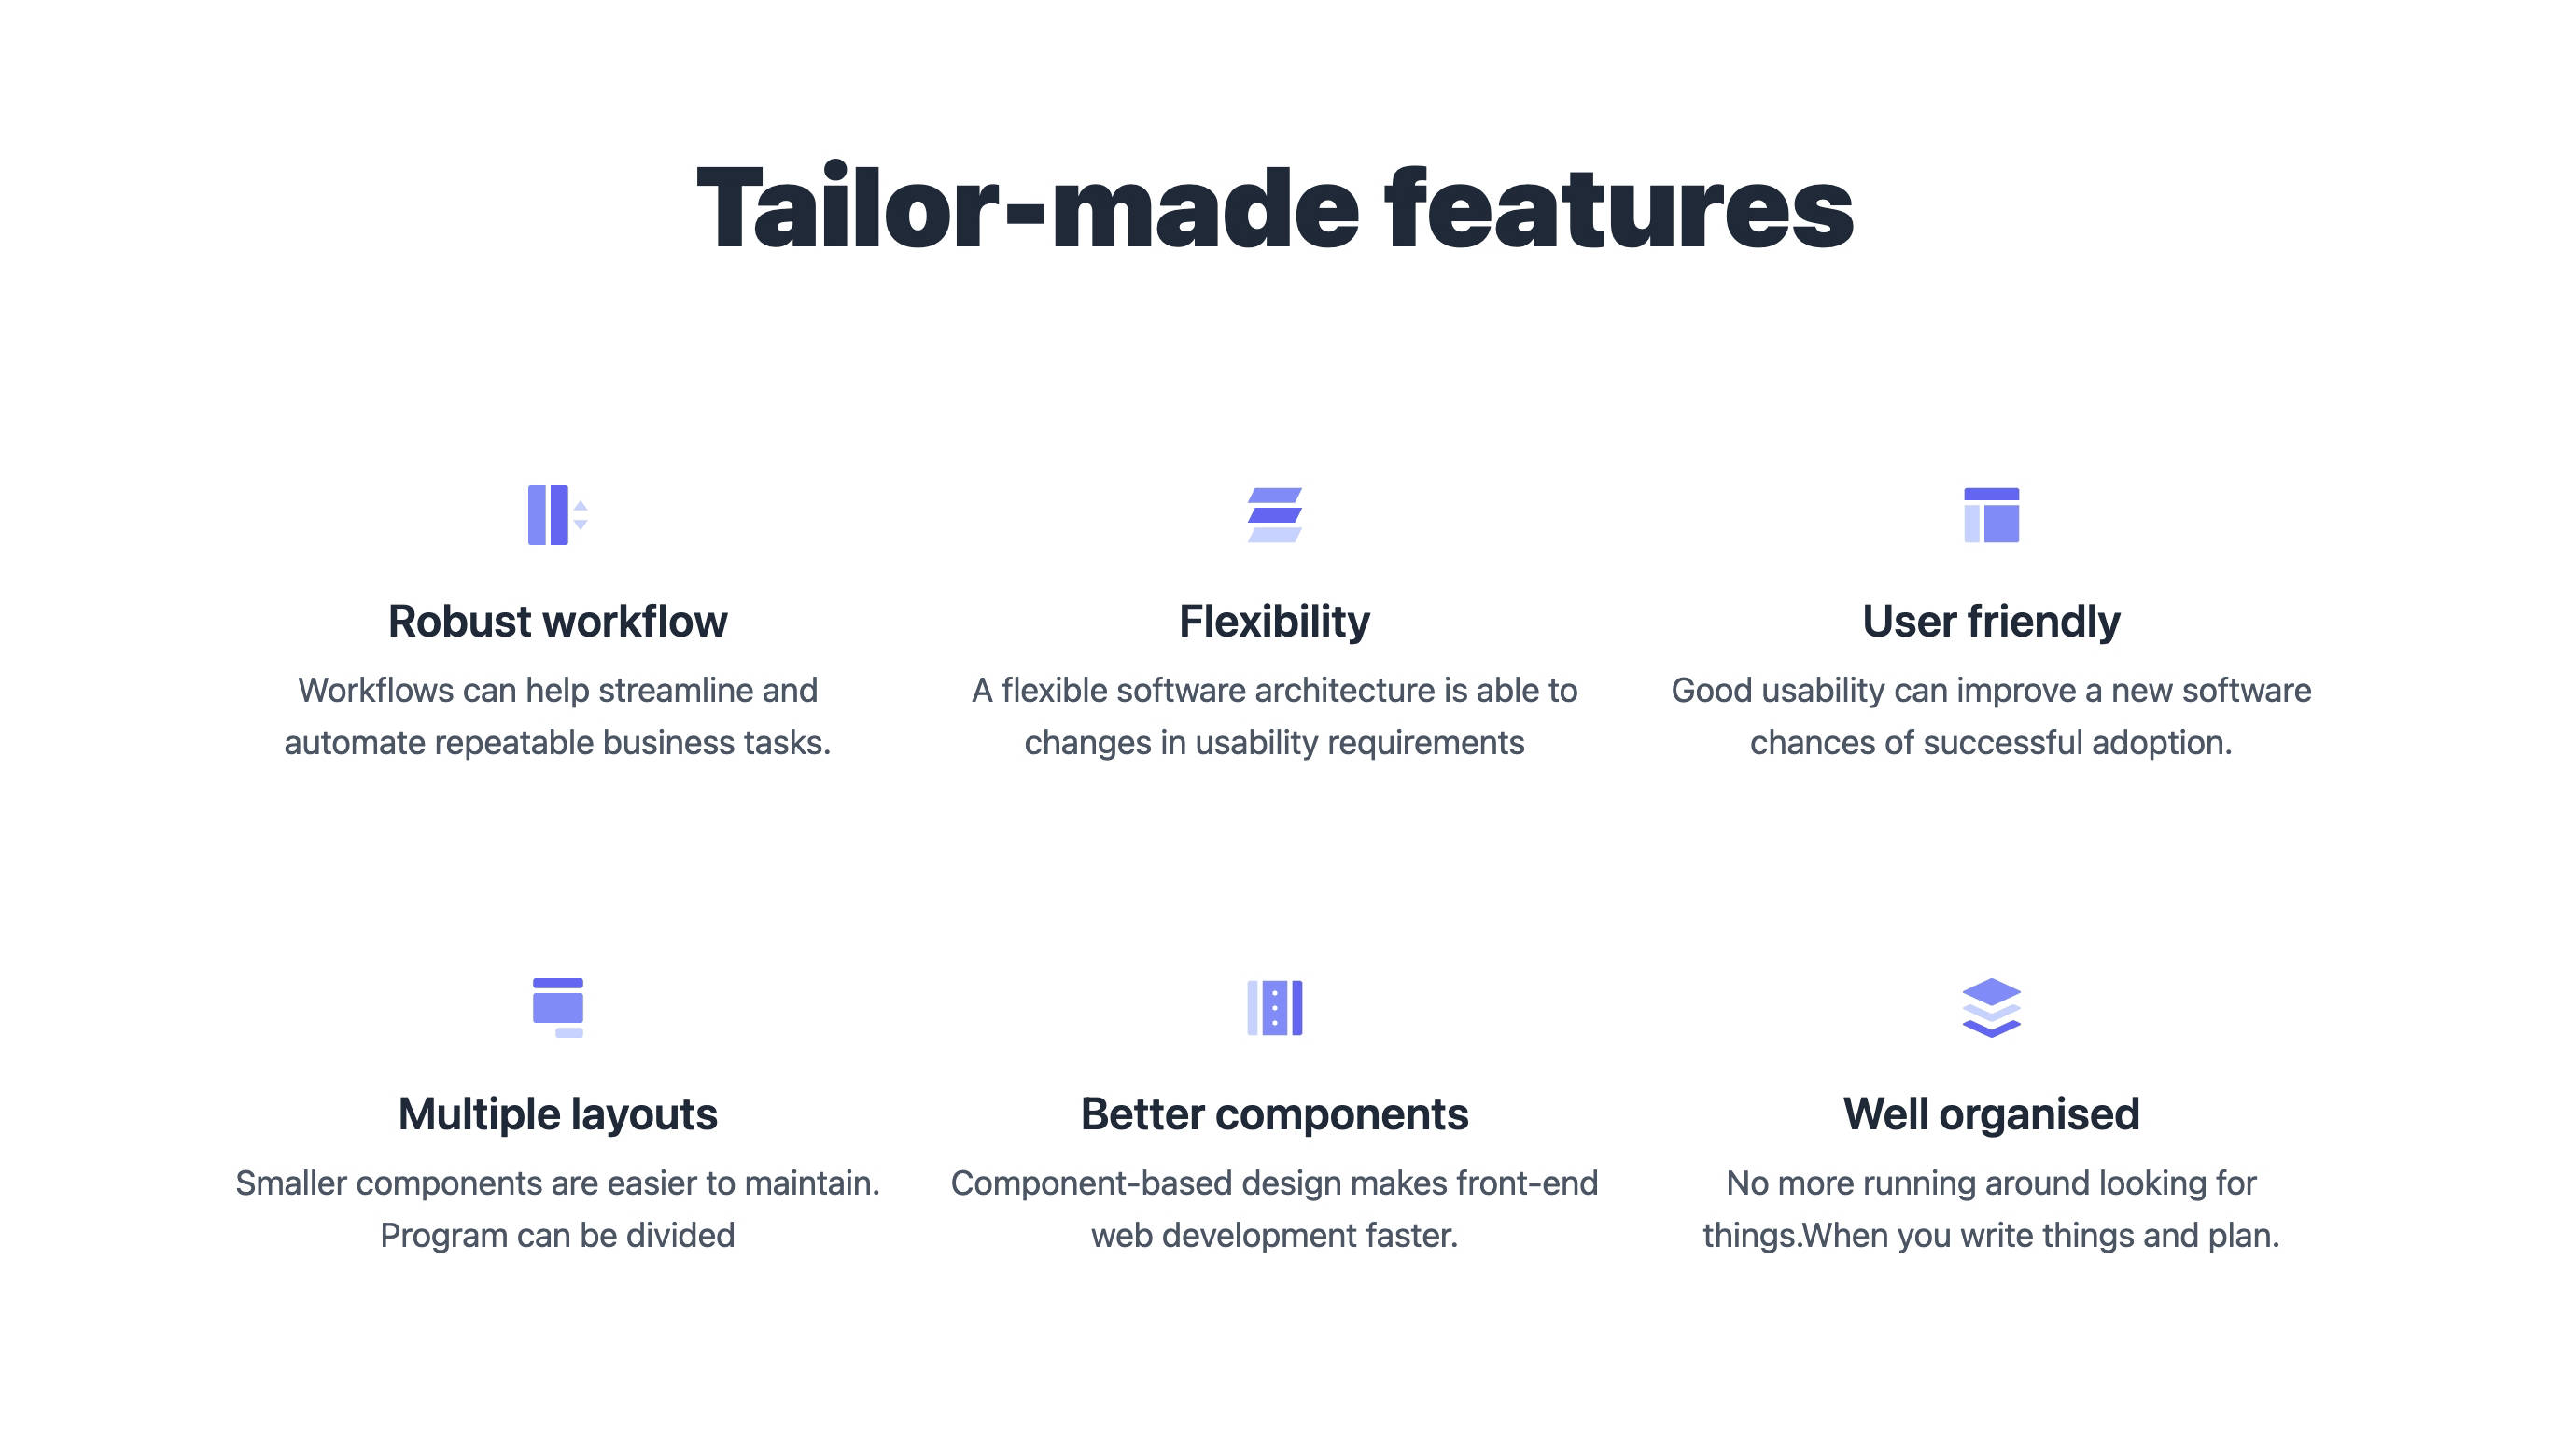 Tailor-made features
Robust workflow
Workflows can help streamline and
automate repeatable business tasks.
Flexibility
A flexible software architecture is able to
changes in usability requirements
User friendly
Good usability can improve a new software
chances of successful adoption.
Multiple layouts
Smaller components are easier to maintain.
Program can be divided
Better components
Component-based design makes front-end
web development faster.
Well organised
No more running around looking for
things.When you write things and plan.